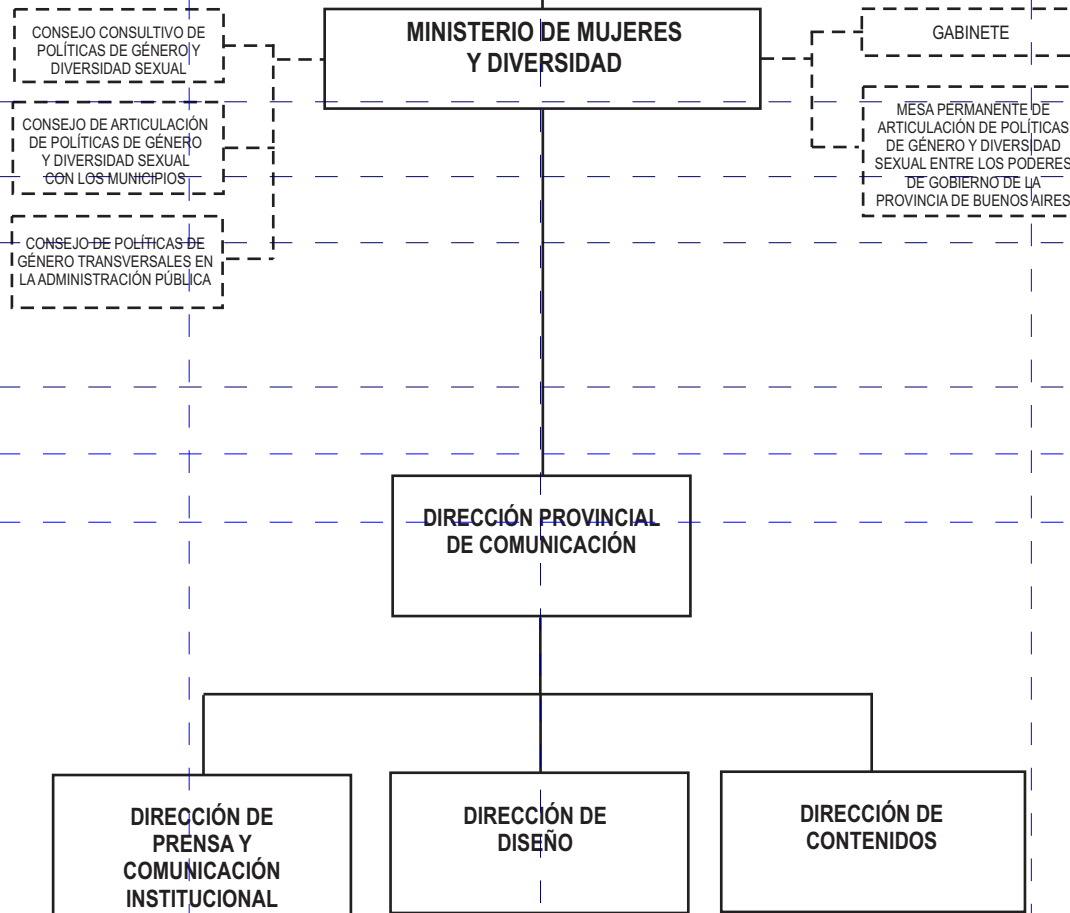 CONSEJO CONSULTIVO DE
POLÍTICAS DE GÉNERO Y
DIVERSIDAD SEXUAL
MINISTERIO DE MUJERES
Y DIVERSIDAD
GABINETE
CONSEJO DE ARTICULACIÓN
DE POLÍTICAS DE GÉNERO
Y DIVERSIDAD SEXUAL
CON LOS MUNICIPIOS
MESA PERMANENTE DE
ARTICULACIÓN DE POLÍTICAS
DE GÉNERO Y DIVERSIDAD
SEXUAL ENTRE LOS PODERES
DE GOBIERNO DE LA
PROVINCIA DE BUENOS AIRES
CONSEJO DE POLÍTICAS DE
GÉNERO TRANSVERSALES EN
LA ADMINISTRACIÓN PÚBLICA
DIRECCIÓN PROVINCIAL
DE COMUNICACIÓN
DIRECCIÓN DE
PRENSA Y
COMUNICACIÓN
INSTITUCIONAL
DIRECCIÓN DE
DISEÑO
DIRECCIÓN DE
CONTENIDOS